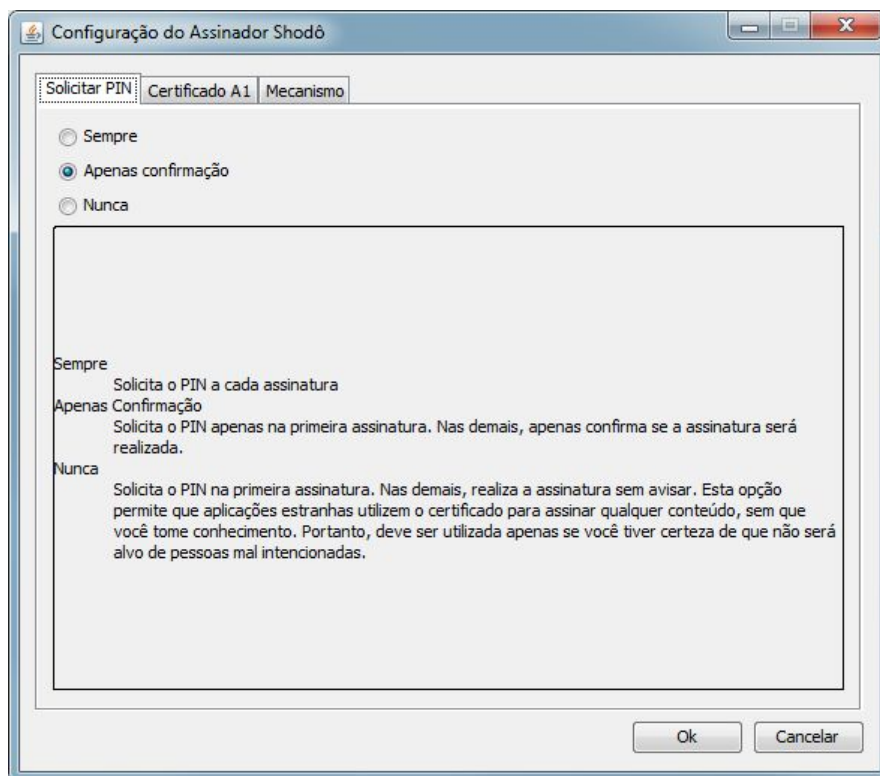 Configuração do Assinador Shodô
Solicitar PIN Certificado A1 Mecanismo
Sempre
Apenas confirmação
Nunca
Sempre
Solicita o PIN a cada assinatura
Apenas Confirmação
Solicita o PIN apenas na primeira assinatura. Nas demais, apenas confirma se a assinatura será
realizada.
Nunca
Solicita o PIN na primeira assinatura. Nas demais, realiza a assinatura sem avisar. Esta opção
permite que aplicações estranhas utilizem o certificado para assinar qualquer conteúdo, sem que
você tome conhecimento. Portanto, deve ser utilizada apenas se você tiver certeza de que não será
alvo de pessoas mal intencionadas.
Ok Cancelar